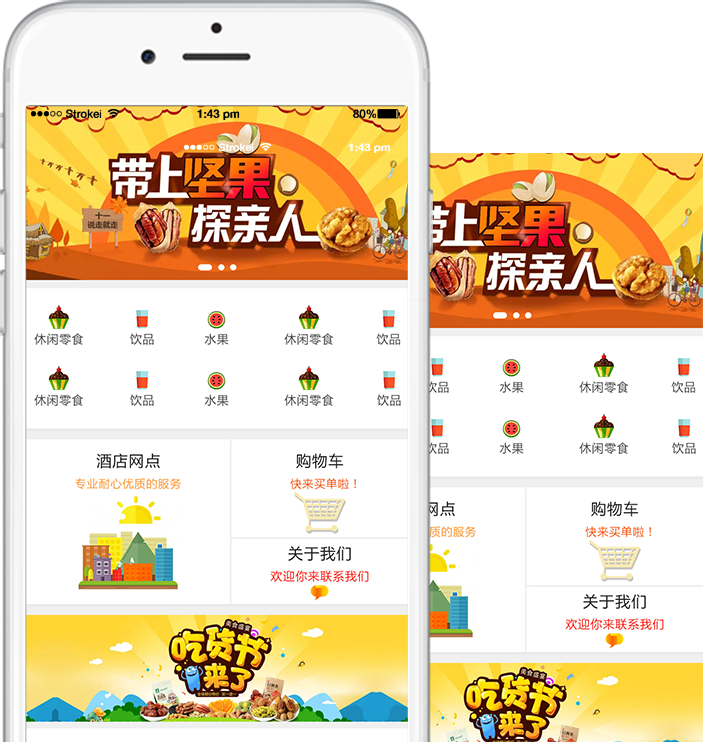 ●●●○○ Strokei 1:43 pm 80%
●●●○○ Strokei 1:43 pm
带上坚果
探亲人
十一
说走就走
休闲零食 饮品 水果 休闲零食 饮品
休闲零食 饮品 水果 休闲零食 饮品
酒店网点
专业耐心优质的服务
购物车
快来买单啦！
关于我们
欢迎你来联系我们
美食盛宴
吃货节
来了
上坚果
探亲人
饮品 水果 休闲零食 饮品
饮品 水果 休闲零食 饮品
网点
质的服务
购物车
快来买单啦！
关于我们
欢迎你来联系我们
美食盛宴
吃货节
来了